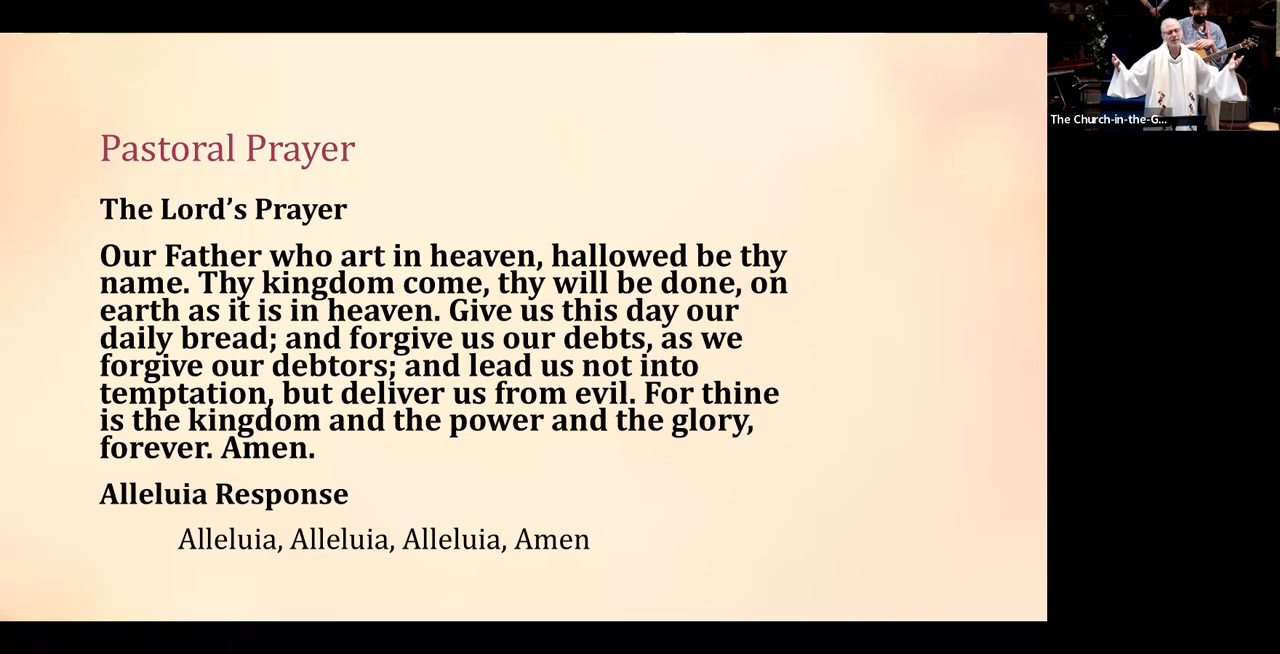 Pastoral Prayer
The Lord’s Prayer
Our Father who art in heaven, hallowed be thy
name. Thy kingdom come, thy will be done, on
earth as it is in heaven. Give us this day our
daily bread; and forgive us our debts, as we
forgive our debtors; and lead us not into
temptation, but deliver us from evil. For thine
is the kingdom and the power and the glory,
forever. Amen.
Alleluia Response
Alleluia, Alleluia, Alleluia, Amen
The Church-in-the-G...